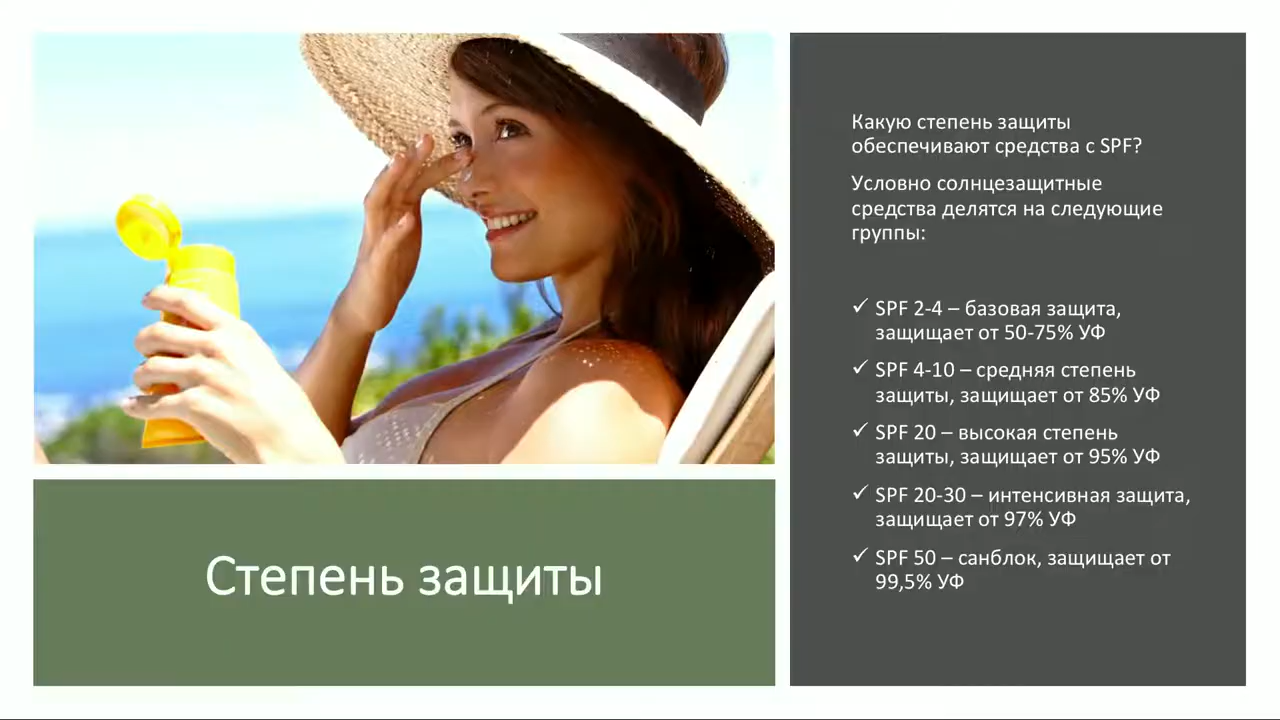 Какую степень защиты
обеспечивают средства с SPF?
Условно солнцезащитные
средства делятся на следующие
группы:
✓ SPF 2-4 – базовая защита,
защищает от 50-75% УФ
✓ SPF 4-10 – средняя степень
защиты, защищает от 85% УФ
✓ SPF 20 – высокая степень
защиты, защищает от 95% УФ
✓ SPF 20-30 – интенсивная защита,
защищает от 97% УФ
✓ SPF 50 – санблок, защищает от
99,5% УФ
Степень защиты